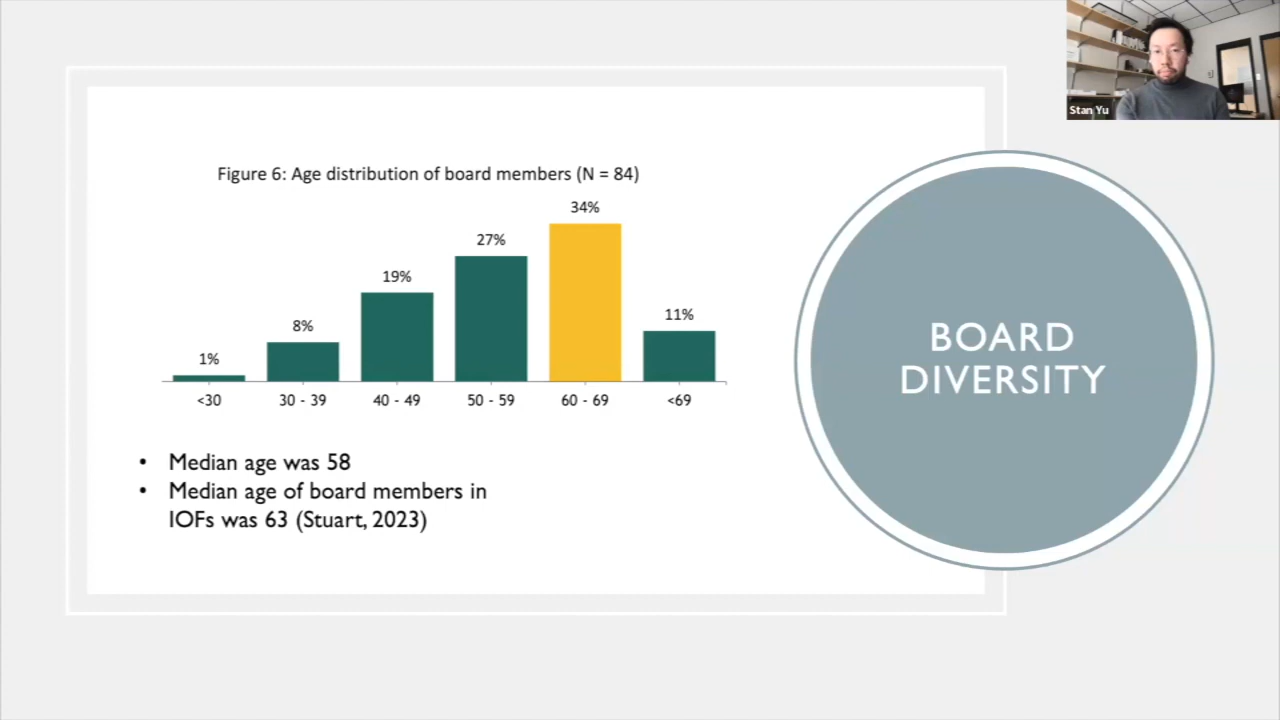 Stan Yu
Figure 6: Age distribution of board members (N = 84)
34%
27%
19%
11%
8%
1%
<30
30 - 39
40 - 49
50 - 59
60 - 69
<69
• Median age was 58
• Median age of board members in
IOFs was 63 (Stuart, 2023)
BOARD
DIVERSITY